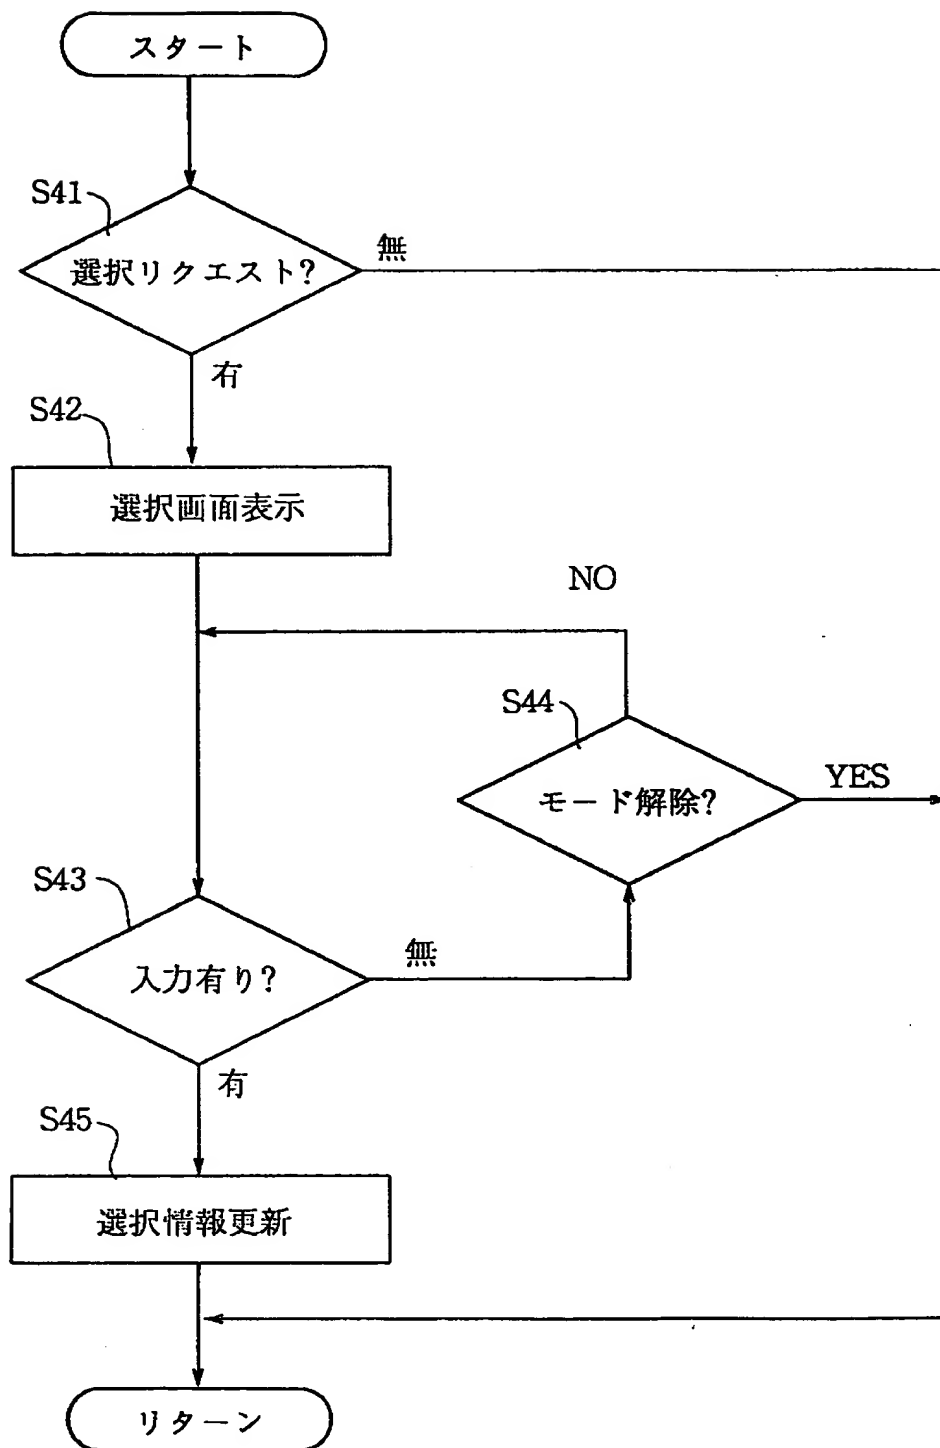 スタート
S41
無
選択リクエスト?
有
S42
選択画面表示
NO
S44
YES
モード解除?
S43
無
入力有り?
有
S45
選択情報更新
リターン